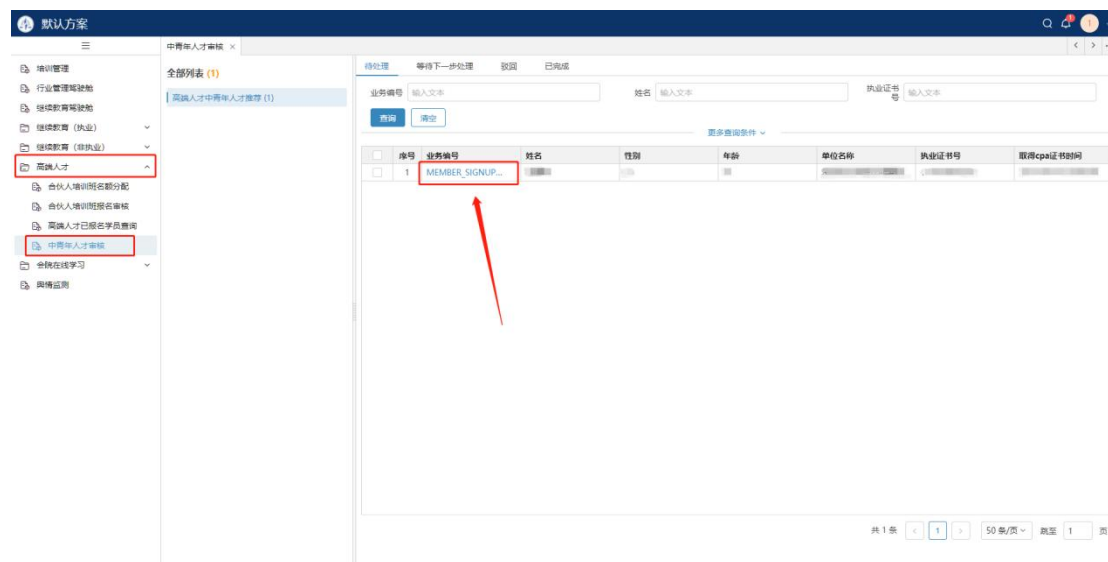 默认方案
1
中青年人才审核 ×
培训管理
行业管理驾驶舱
继续教育驾驶舱
继续教育（执业）
继续教育（非执业）
高端人才
合伙人培训班名额分配
合伙人培训班报名审核
高端人才已报名学员查询
中青年人才审核
会院在线学习
舆情监测
全部列表 (1)
高端人才中青年人才推荐 (1)
待处理 等待下一步处理 驳回 已完成
业务编号 输入文本 姓名 输入文本 执业证书号 输入文本
查询 清空
更多查询条件
序号 业务编号 姓名 性别 年龄 单位名称 执业证书号 取得cpa证书时间
1 MEMBER_SIGNUP...
共 1 条 < 1 > 50 条/页 跳至 1 页